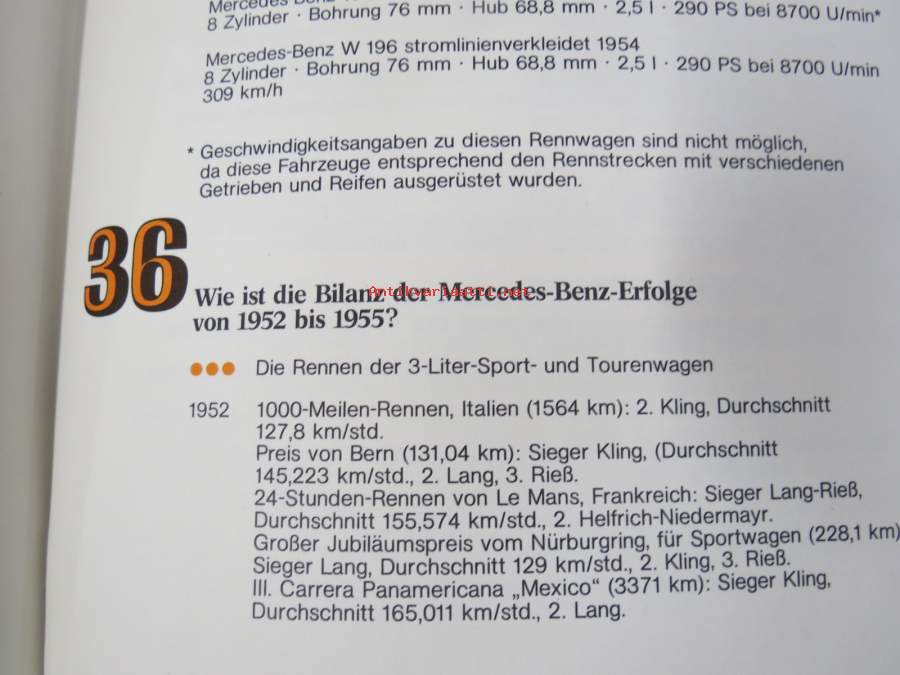 Mercedes-Benz W
8 Zylinder · Bohrung 76 mm · Hub 68,8 mm · 2,5 l · 290 PS bei 8700 U/min*
Mercedes-Benz W 196 stromlinienverkleidet 1954
8 Zylinder · Bohrung 76 mm · Hub 68,8 mm · 2,5 l · 290 PS bei 8700 U/min
309 km/h
* Geschwindigkeitsangaben zu diesen Rennwagen sind nicht möglich,
da diese Fahrzeuge entsprechend den Rennstrecken mit verschiedenen
Getrieben und Reifen ausgerüstet wurden.
36
Wie ist die Bilanz der Mercedes-Benz-Erfolge
von 1952 bis 1955?
Antikvariaatti.net
Die Rennen der 3-Liter-Sport- und Tourenwagen
1952 1000-Meilen-Rennen, Italien (1564 km): 2. Kling, Durchschnitt
127,8 km/std.
Preis von Bern (131,04 km): Sieger Kling, (Durchschnitt
145,223 km/std., 2. Lang, 3. Rieß.
24-Stunden-Rennen von Le Mans, Frankreich: Sieger Lang-Rieß,
Durchschnitt 155,574 km/std., 2. Helfrich-Niedermayr.
Großer Jubiläumspreis vom Nürburgring, für Sportwagen (228,1 km)
Sieger Lang, Durchschnitt 129 km/std., 2. Kling, 3. Rieß.
III. Carrera Panamericana „Mexico“ (3371 km): Sieger Kling,
Durchschnitt 165,011 km/std., 2. Lang.